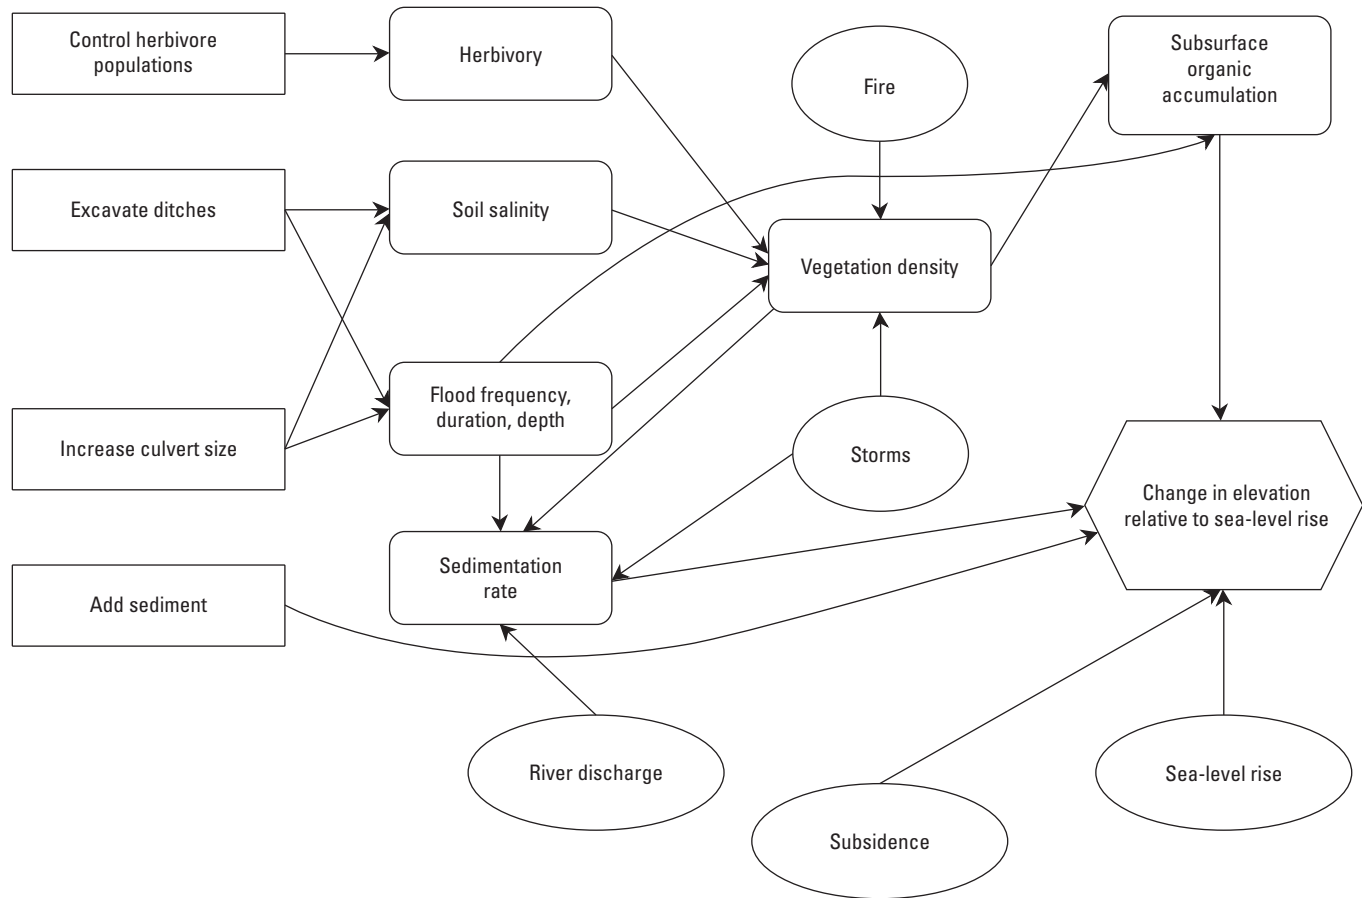 Control herbivore
populations
Herbivory
Fire
Subsurface
organic
accumulation
Excavate ditches
Soil salinity
Vegetation density
Flood frequency,
duration, depth
Increase culvert size
Storms
Change in elevation
relative to sea-level rise
Sedimentation
rate
Add sediment
River discharge
Sea-level rise
Subsidence